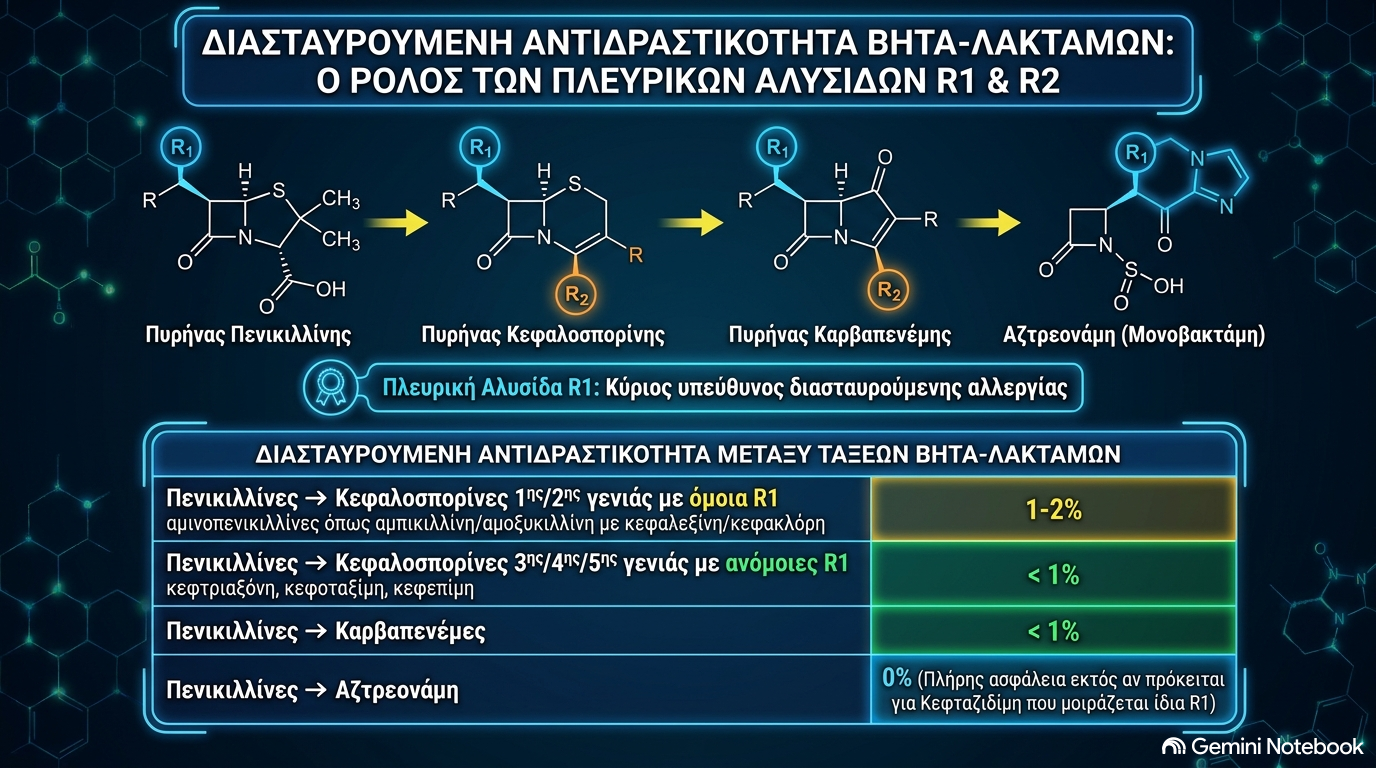 ΔΙΑΣΤΑΥΡΟΥΜΕΝΗ ΑΝΤΙΔΡΑΣΤΙΚΟΤΗΤΑ ΒΗΤΑ-ΛΑΚΤΑΜΩΝ:
Ο ΡΟΛΟΣ ΤΩΝ ΠΛΕΥΡΙΚΩΝ ΑΛΥΣΙΔΩΝ R1 & R2
R₁ R H S CH₃ CH₃ N O O OH
R₁ R H S N O R R₂
R₁ R H O N O R R₂
R₁ N N O N O S O OH
Πυρήνας Πενικιλλίνης
Πυρήνας Κεφαλοσπορίνης
Πυρήνας Καρβαπενέμης
Αζτρεονάμη (Μονοβακτάμη)
Πλευρική Αλυσίδα R1: Κύριος υπεύθυνος διασταυρούμενης αλλεργίας
ΔΙΑΣΤΑΥΡΟΥΜΕΝΗ ΑΝΤΙΔΡΑΣΤΙΚΟΤΗΤΑ ΜΕΤΑΞΥ ΤΑΞΕΩΝ ΒΗΤΑ-ΛΑΚΤΑΜΩΝ
Πενικιλλίνες → Κεφαλοσπορίνες 1ης/2ης γενιάς με όμοια R1
αμινοπενικιλλίνες όπως αμπικιλλίνη/αμοξυκιλλίνη με κεφαλεξίνη/κεφακλόρη
1-2%
Πενικιλλίνες → Κεφαλοσπορίνες 3ης/4ης/5ης γενιάς με ανόμοιες R1
κεφτριαξόνη, κεφοταξίμη, κεφεπίμη
< 1%
Πενικιλλίνες → Καρβαπενέμες
< 1%
Πενικιλλίνες → Αζτρεονάμη
0% (Πλήρης ασφάλεια εκτός αν πρόκειται
για Κεφταζιδίμη που μοιράζεται ίδια R1)
Gemini Notebook